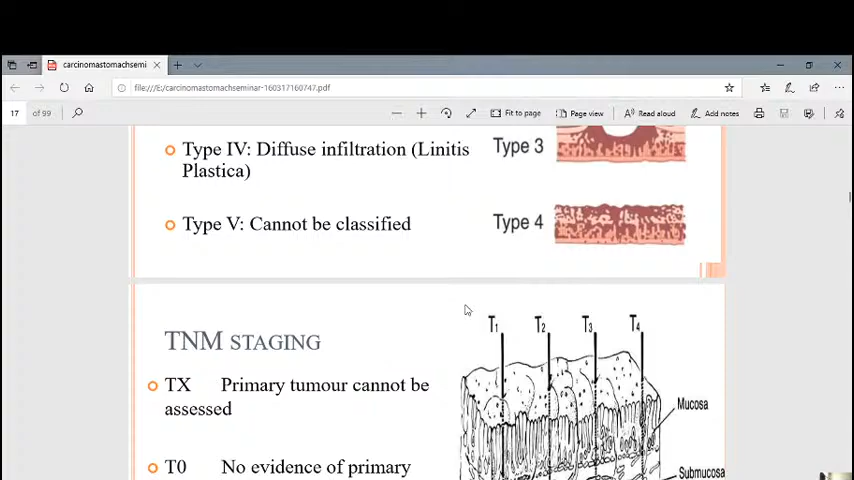 carcinomastomachsemi
file:///E:/carcinomastomachseminar-160317160747.pdf
17 of 99
Fit to page
Page view
Read aloud
Add notes
Type IV: Diffuse infiltration (Linitis
Plastica)
Type V: Cannot be classified
Type 3
Type 4
TNM STAGING
TX Primary tumour cannot be
assessed
T0 No evidence of primary
T1 T2 T3 T4
Mucosa
Submucosa